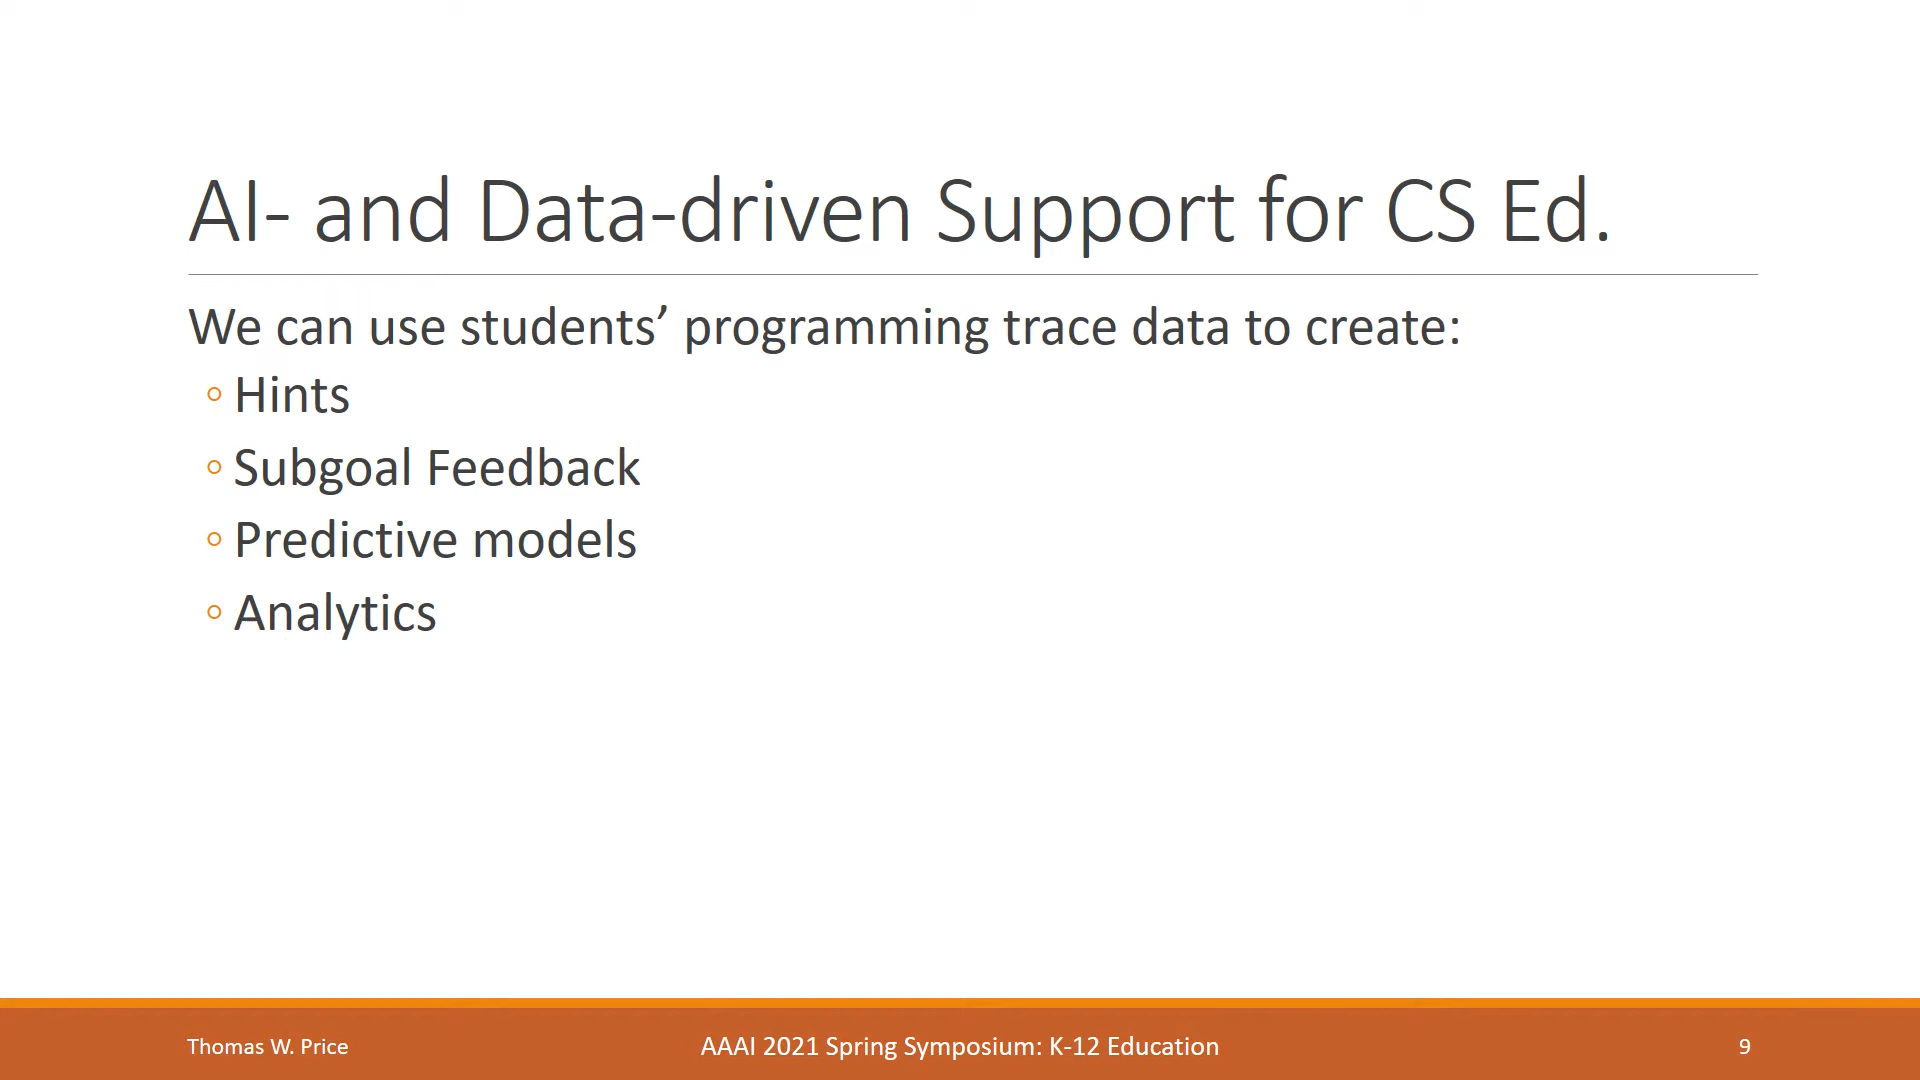 AI- and Data-driven Support for CS Ed.
We can use students’ programming trace data to create:
◦ Hints
◦ Subgoal Feedback
◦ Predictive models
◦ Analytics
Thomas W. Price
AAAI 2021 Spring Symposium: K-12 Education
9